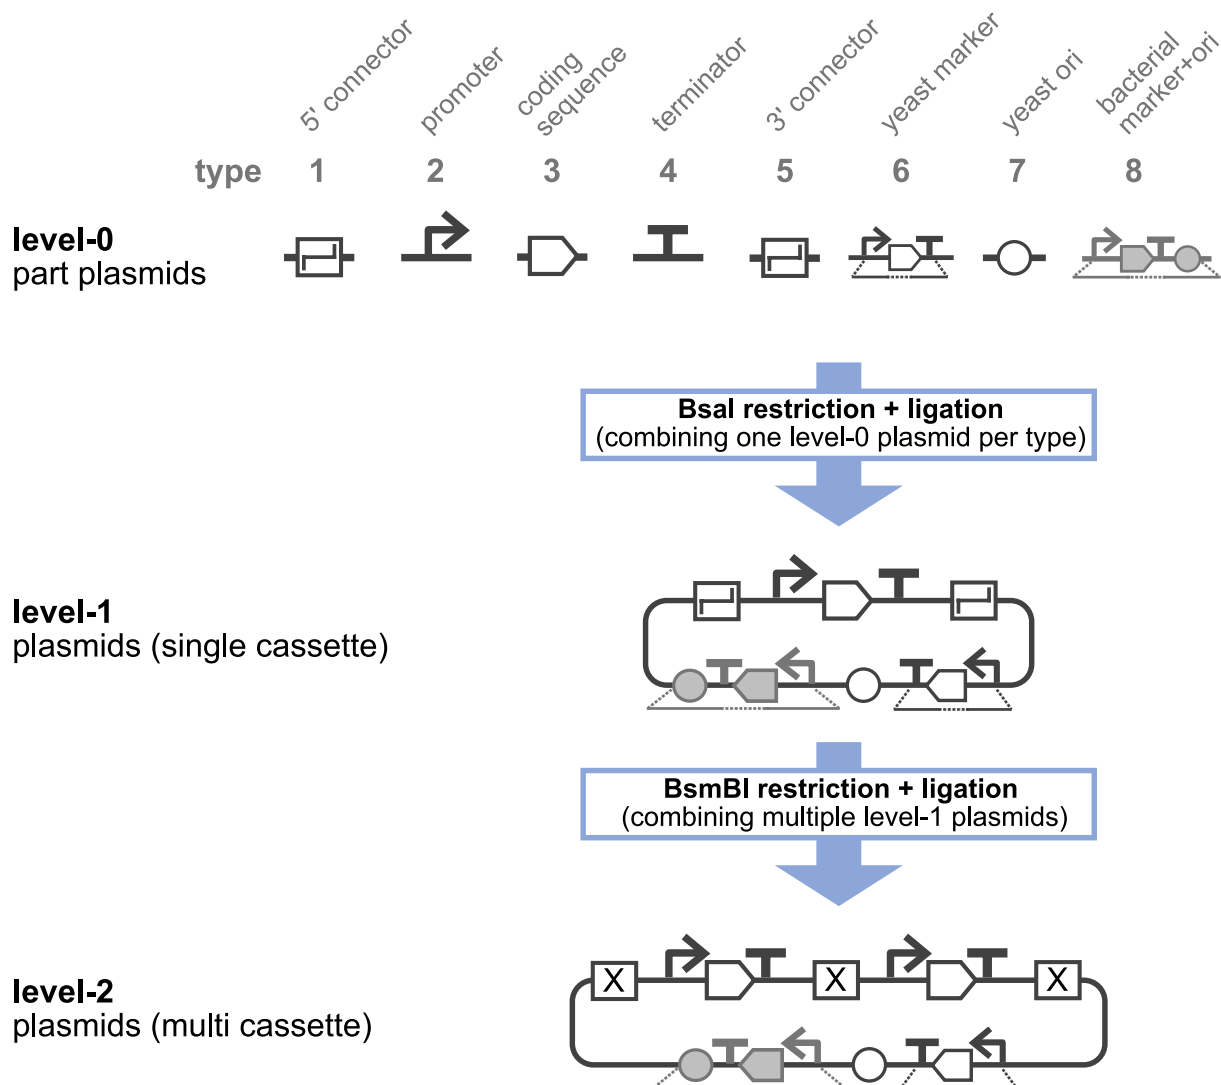 5' connector
promoter
coding
sequence
terminator
3' connector
yeast marker
yeast ori
bacterial
marker+ori
type 1 2 3 4 5 6 7 8
level-0
part plasmids
BsaI restriction + ligation
(combining one level-0 plasmid per type)
level-1
plasmids (single cassette)
BsmBI restriction + ligation
(combining multiple level-1 plasmids)
X X X
level-2
plasmids (multi cassette)